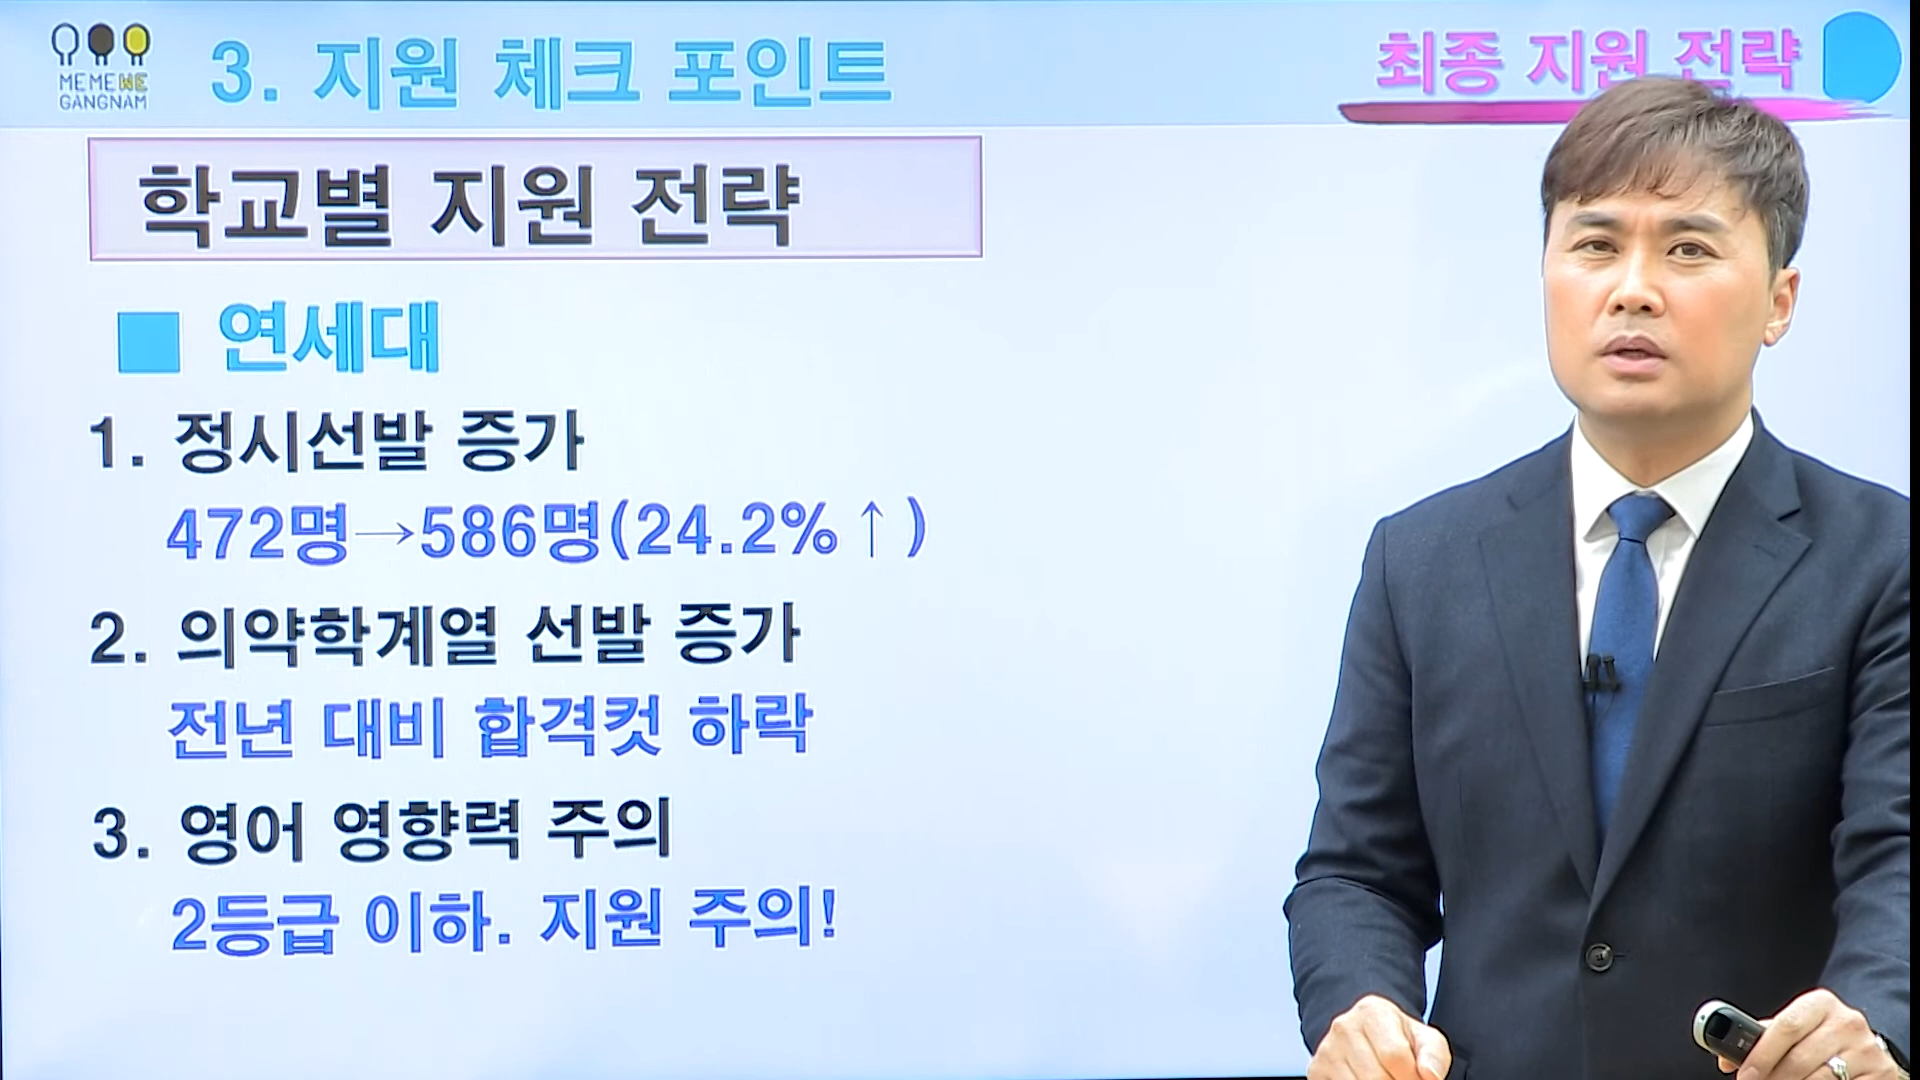 MEMEWE
GANGNAM
3. 지원 체크 포인트
최종 지원 전략
학교별 지원 전략
■ 연세대
1. 정시선발 증가
472명→586명(24.2%↑)
2. 의약학계열 선발 증가
전년 대비 합격컷 하락
3. 영어 영향력 주의
2등급 이하. 지원 주의!